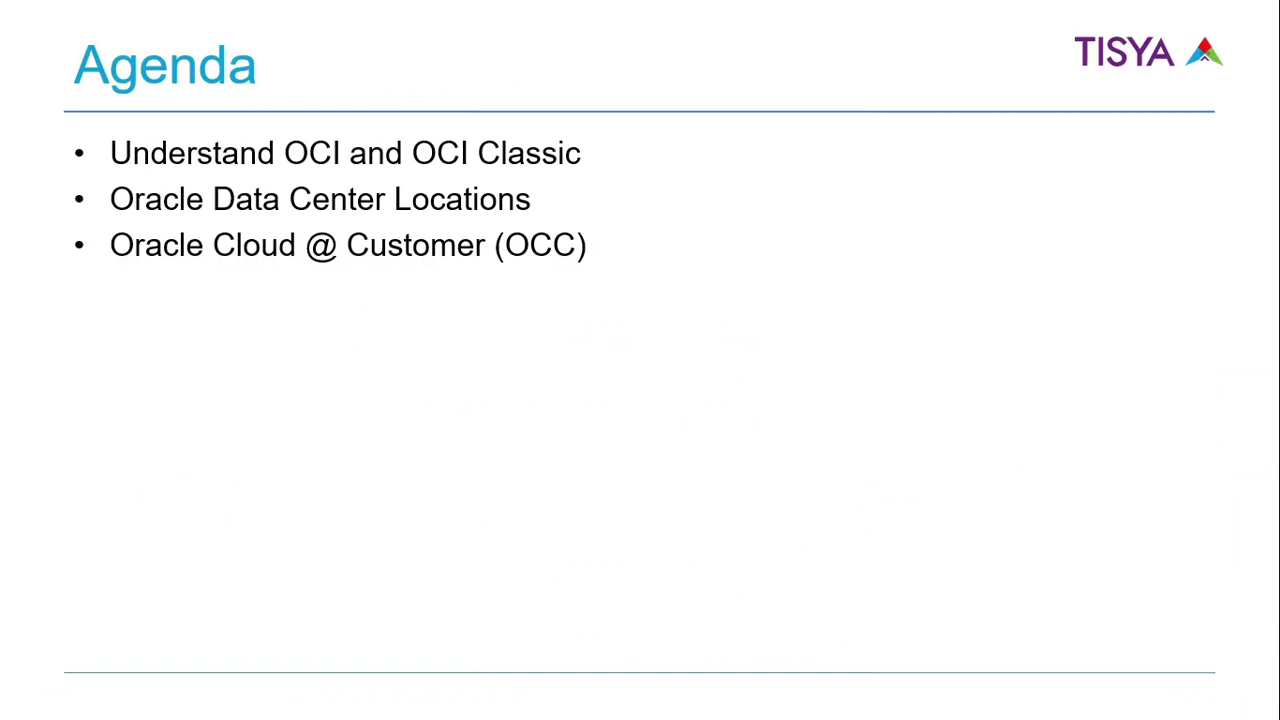 Agenda
TISYA
• Understand OCI and OCI Classic
• Oracle Data Center Locations
• Oracle Cloud @ Customer (OCC)